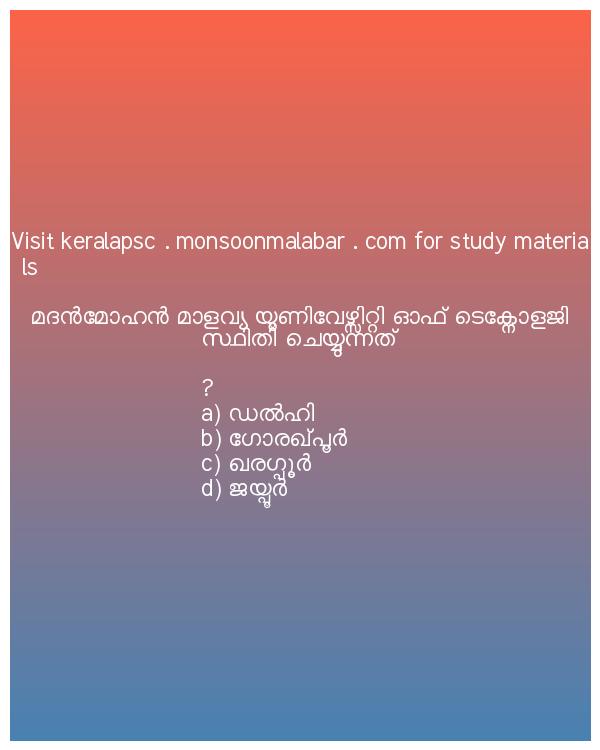 Visit keralapsc . monsoonmalabar . com for study materia
ls
മദൻമോഹൻ മാളവ്യ യൂണിവേഴ്സിറ്റി ഓഫ് ടെക്നോളജി
സ്ഥിതി ചെയ്യുന്നത്
?
a) ഡൽഹി
b) ഗോരഖ്പൂർ
c) ഖരഗ്പൂർ
d) ജയ്പൂർ